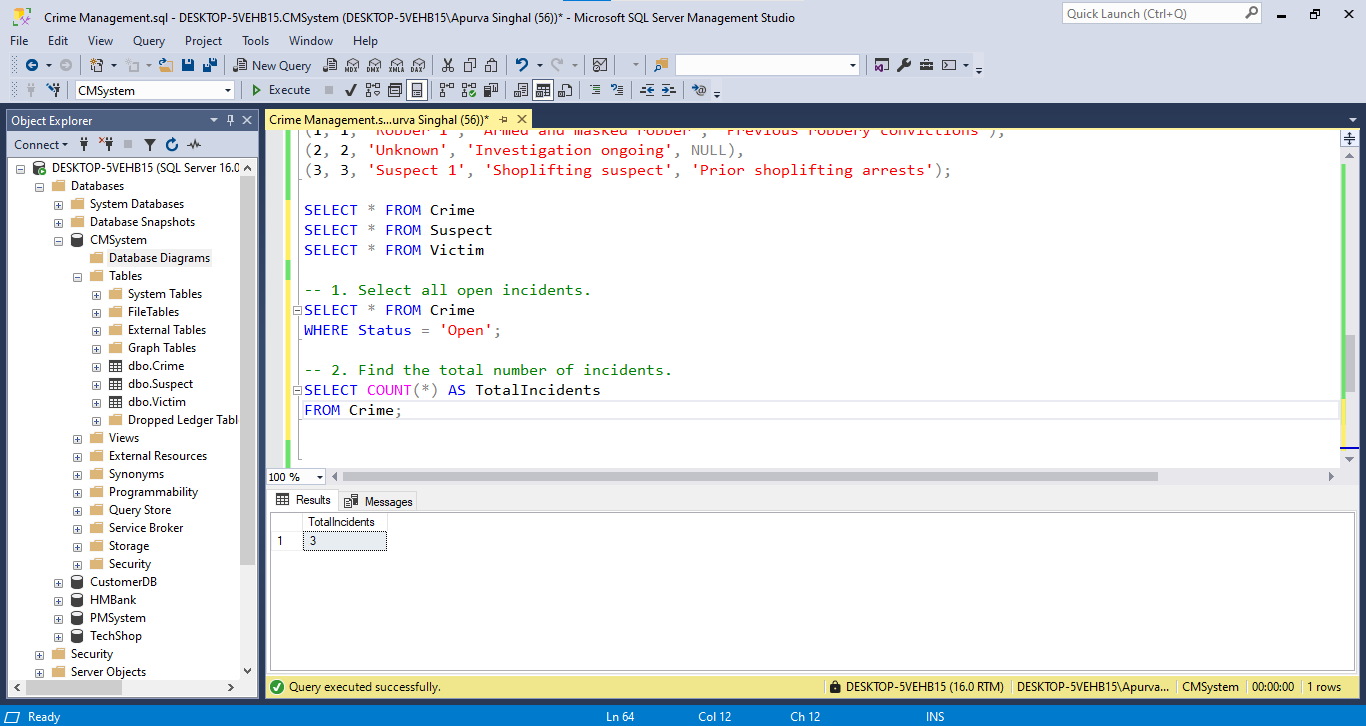 Crime Management.sql - DESKTOP-5VEHB15.CMSystem (DESKTOP-5VEHB15\Apurva Singhal (56))* - Microsoft SQL Server Management Studio
Quick Launch (Ctrl+Q)
File Edit View Query Project Tools Window Help
New Query MDX DMX XMLA DAX
CMSystem Execute
Object Explorer
Connect
DESKTOP-5VEHB15 (SQL Server 16.0
Databases
System Databases
Database Snapshots
CMSystem
Database Diagrams
Tables
System Tables
FileTables
External Tables
Graph Tables
dbo.Crime
dbo.Suspect
dbo.Victim
Dropped Ledger Tabl
Views
External Resources
Synonyms
Programmability
Query Store
Service Broker
Storage
Security
CustomerDB
HMBank
PMSystem
TechShop
Security
Server Objects
Crime Management.s...urva Singhal (56))*
(1, 1, 'Robber 1', 'Armed and masked robber', 'Previous robbery convictions'),
(2, 2, 'Unknown', 'Investigation ongoing', NULL),
(3, 3, 'Suspect 1', 'Shoplifting suspect', 'Prior shoplifting arrests');
SELECT * FROM Crime
SELECT * FROM Suspect
SELECT * FROM Victim
-- 1. Select all open incidents.
SELECT * FROM Crime
WHERE Status = 'Open';
-- 2. Find the total number of incidents.
SELECT COUNT(*) AS TotalIncidents
FROM Crime;
100 %
Results Messages
TotalIncidents
1 3
Query executed successfully. DESKTOP-5VEHB15 (16.0 RTM) DESKTOP-5VEHB15\Apurva... CMSystem 00:00:00 1 rows
Ready Ln 64 Col 12 Ch 12 INS